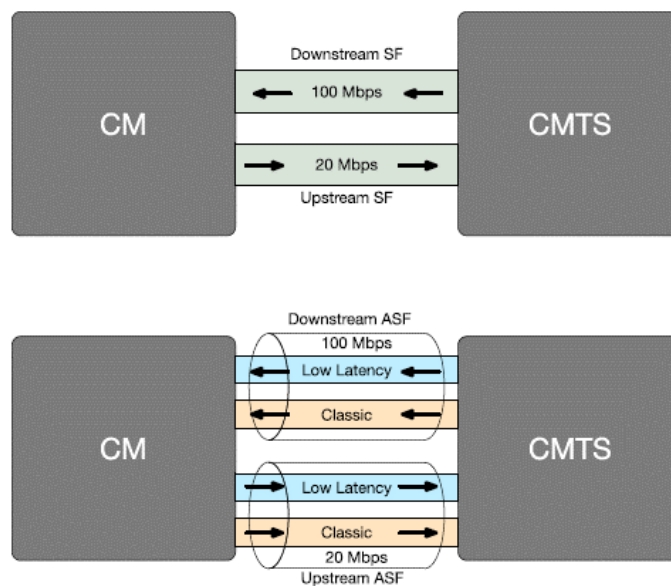 Downstream SF
100 Mbps
CM
CMTS
20 Mbps
Upstream SF
Downstream ASF
100 Mbps
Low Latency
Classic
CM
CMTS
Low Latency
Classic
20 Mbps
Upstream ASF